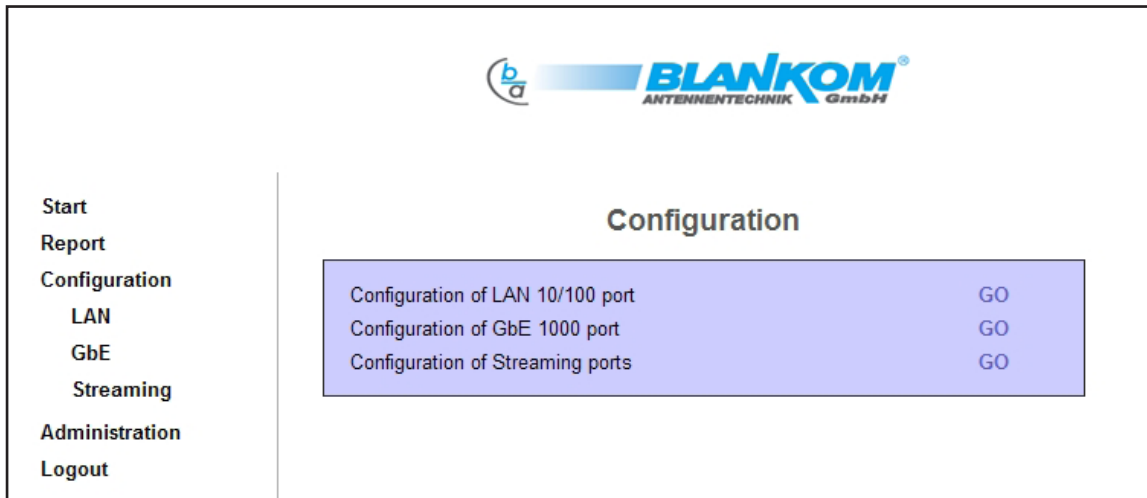 b
a
BLANKOM®
ANTENNENTECHNIK GmbH
Start
Report
Configuration
LAN
GbE
Streaming
Administration
Logout
Configuration
Configuration of LAN 10/100 port GO
Configuration of GbE 1000 port GO
Configuration of Streaming ports GO